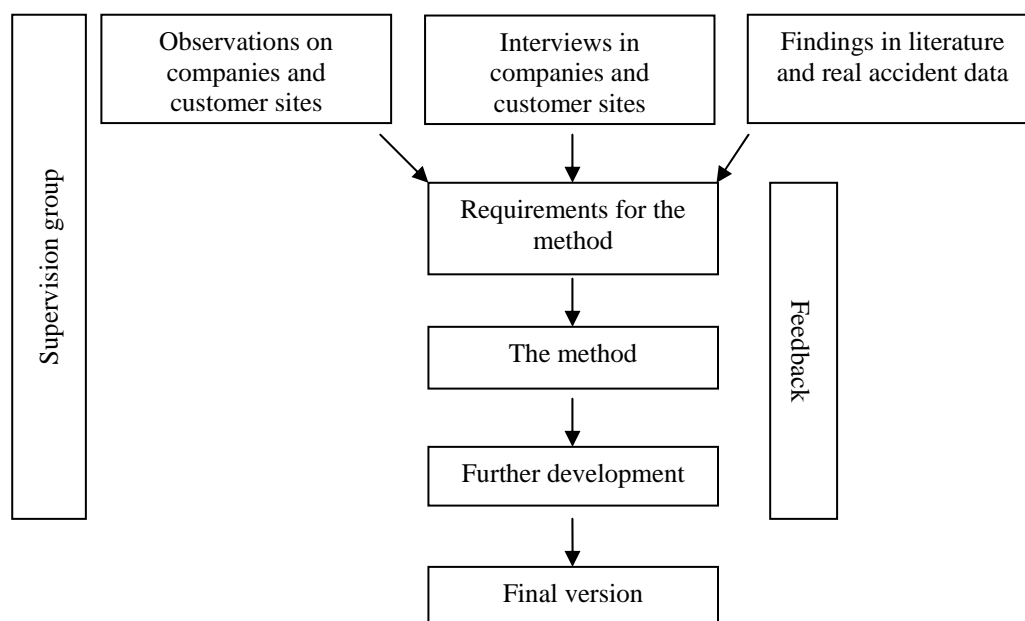 Supervision group
Observations on
companies and
customer sites
Interviews in
companies and
customer sites
Findings in literature
and real accident data
Requirements for the
method
Feedback
The method
Further development
Final version